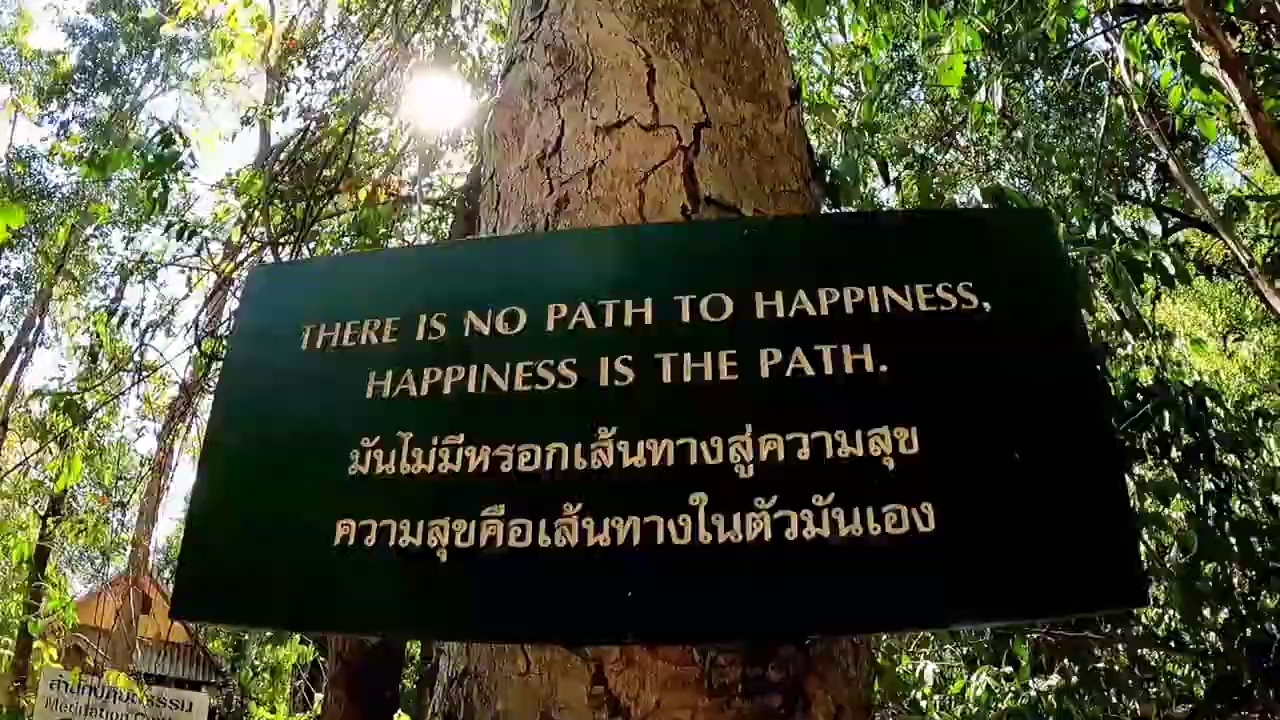 THERE IS NO PATH TO HAPPINESS,
HAPPINESS IS THE PATH.
มันไม่มีหรอกเส้นทางสู่ความสุข
ความสุขคือเส้นทางในตัวมันเอง
Meditation